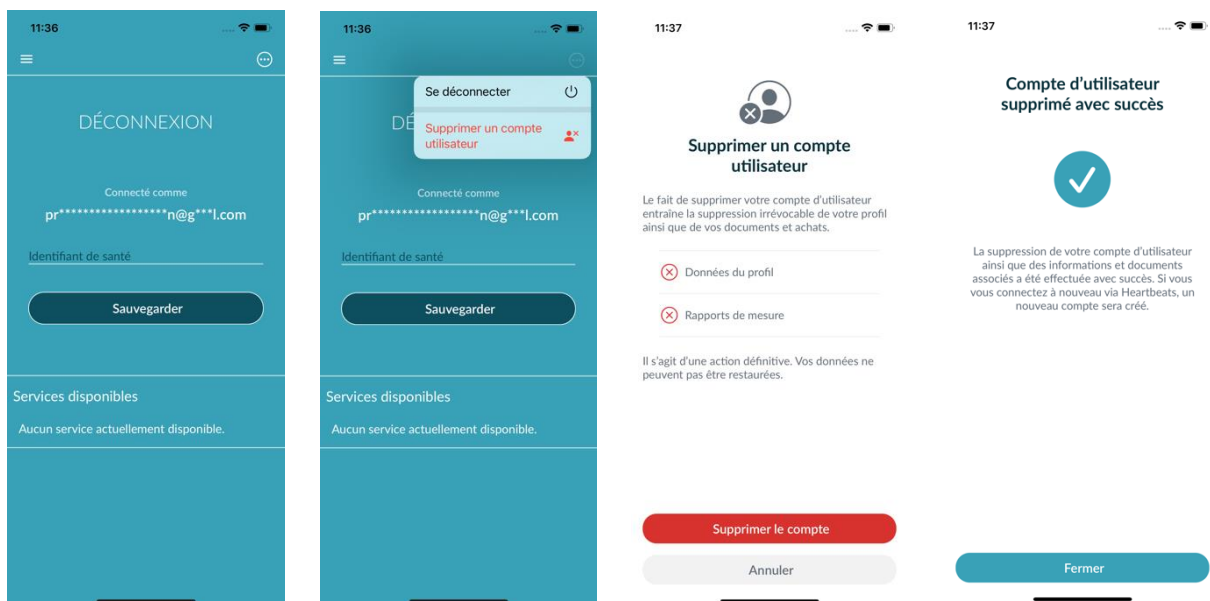 11:36
DÉCONNEXION
Connecté comme
pr******************n@g***l.com
Identifiant de santé
Sauvegarder
Services disponibles
Aucun service actuellement disponible.
11:36
Se déconnecter
Supprimer un compte
utilisateur
DÉ
Connecté comme
pr******************n@g***l.com
Identifiant de santé
Sauvegarder
Services disponibles
Aucun service actuellement disponible.
11:37
Supprimer un compte
utilisateur
Le fait de supprimer votre compte d'utilisateur
entraîne la suppression irrévocable de votre profil
ainsi que de vos documents et achats.
Données du profil
Rapports de mesure
Il s'agit d'une action définitive. Vos données ne
peuvent pas être restaurées.
Supprimer le compte
Annuler
11:37
Compte d'utilisateur
supprimé avec succès
La suppression de votre compte d'utilisateur
ainsi que des informations et documents
associés a été effectuée avec succès. Si vous
vous connectez à nouveau via Heartbeats, un
nouveau compte sera créé.
Fermer